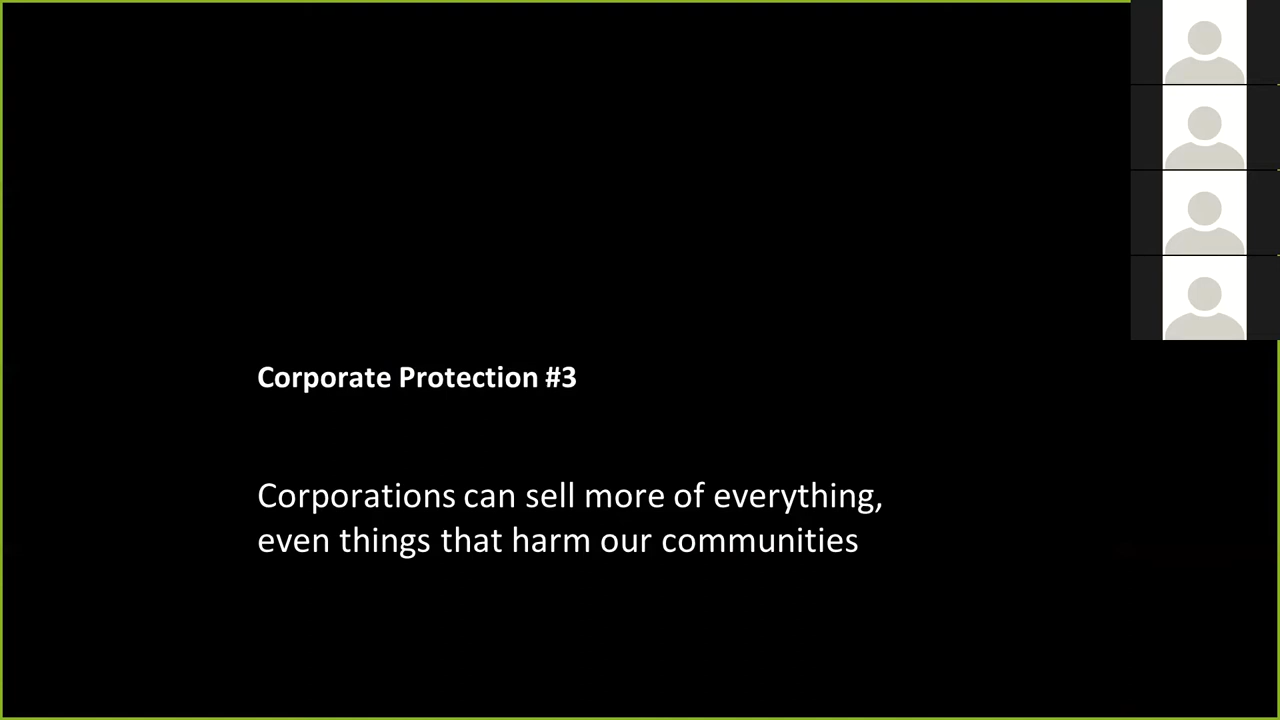 Corporate Protection #3
Corporations can sell more of everything,
even things that harm our communities